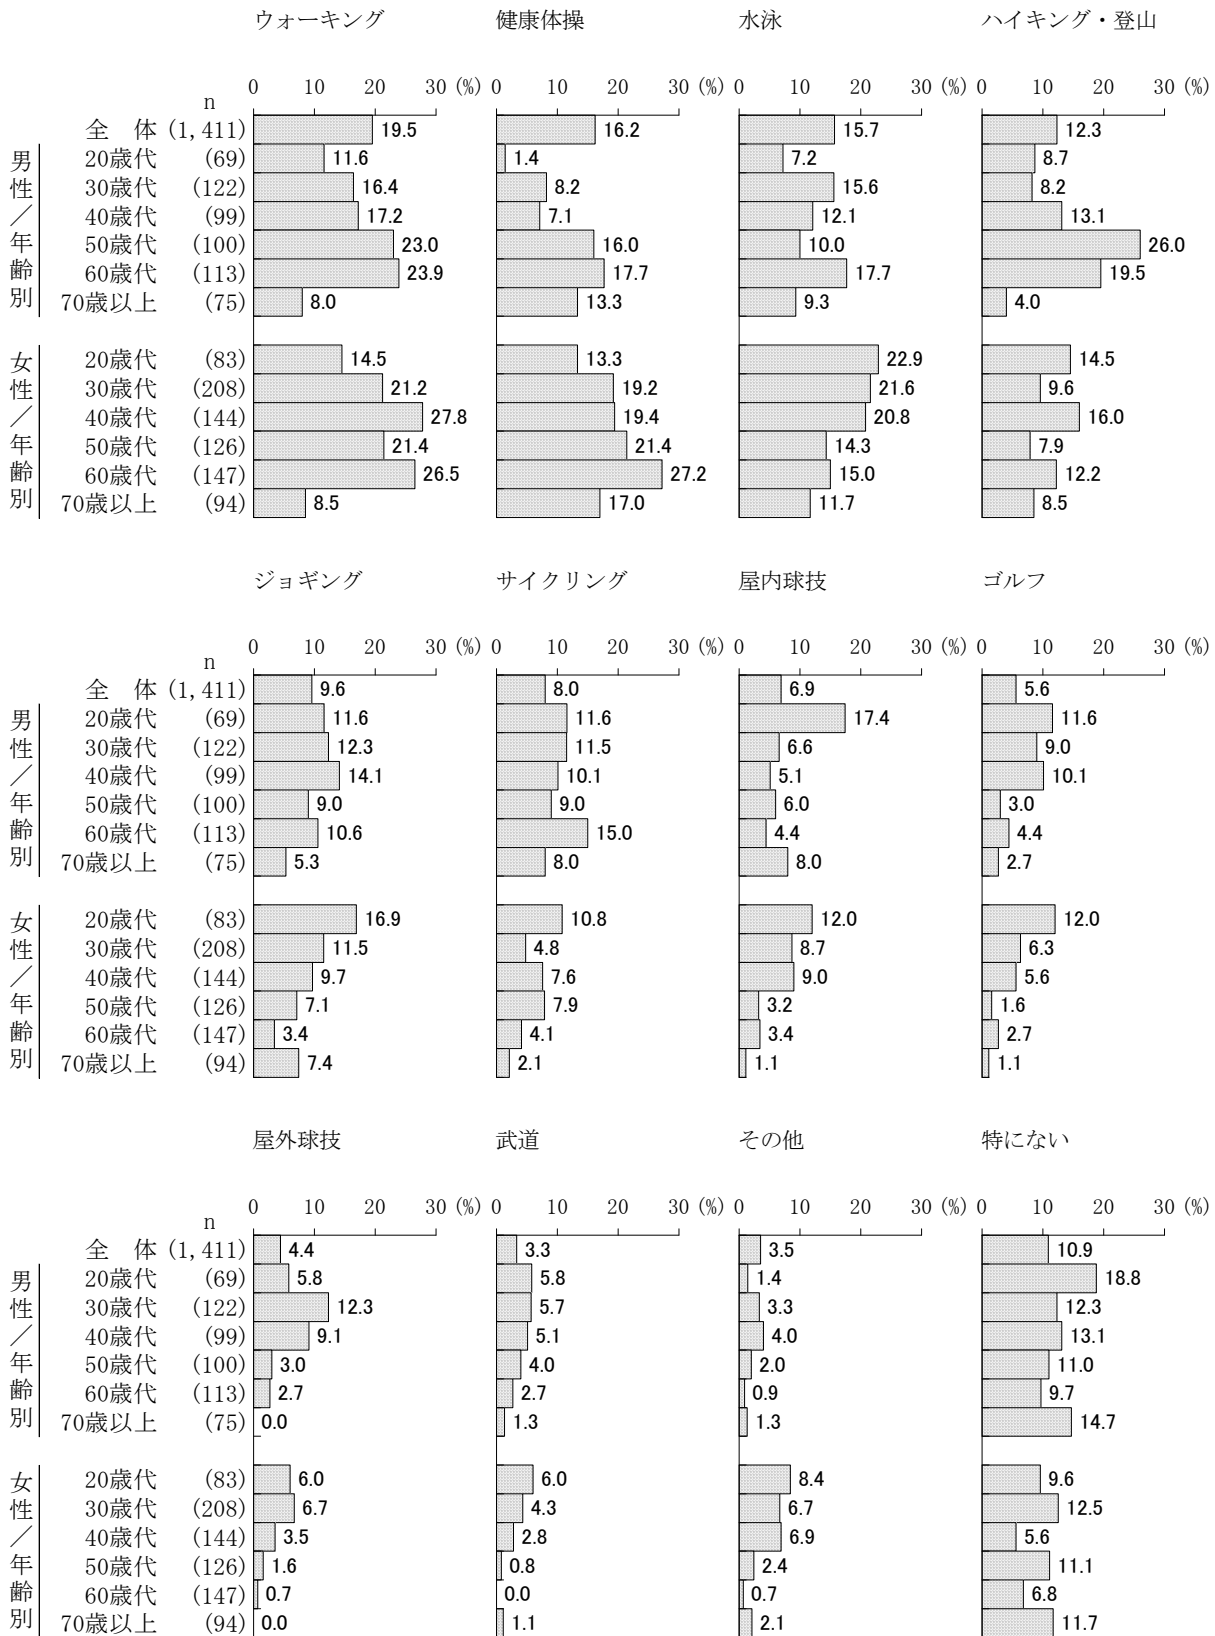 ウォーキング 健康体操 水泳 ハイキング・登山
0 10 20 30 (%) 0 10 20 30 (%) 0 10 20 30 (%) 0 10 20 30 (%)
n
全 体 (1,411) 19.5 16.2 15.7 12.3
男性/年齢別
20歳代 (69) 11.6 1.4 7.2 8.7
30歳代 (122) 16.4 8.2 15.6 8.2
40歳代 (99) 17.2 7.1 12.1 13.1
50歳代 (100) 23.0 16.0 10.0 26.0
60歳代 (113) 23.9 17.7 17.7 19.5
70歳以上 (75) 8.0 13.3 9.3 4.0
女性/年齢別
20歳代 (83) 14.5 13.3 22.9 14.5
30歳代 (208) 21.2 19.2 21.6 9.6
40歳代 (144) 27.8 19.4 20.8 16.0
50歳代 (126) 21.4 21.4 14.3 7.9
60歳代 (147) 26.5 27.2 15.0 12.2
70歳以上 (94) 8.5 17.0 11.7 8.5
ジョギング サイクリング 屋内球技 ゴルフ
0 10 20 30 (%) 0 10 20 30 (%) 0 10 20 30 (%) 0 10 20 30 (%)
n
全 体 (1,411) 9.6 8.0 6.9 5.6
男性/年齢別
20歳代 (69) 11.6 11.6 17.4 11.6
30歳代 (122) 12.3 11.5 6.6 9.0
40歳代 (99) 14.1 10.1 5.1 10.1
50歳代 (100) 9.0 9.0 6.0 3.0
60歳代 (113) 10.6 15.0 4.4 4.4
70歳以上 (75) 5.3 8.0 8.0 2.7
女性/年齢別
20歳代 (83) 16.9 10.8 12.0 12.0
30歳代 (208) 11.5 4.8 8.7 6.3
40歳代 (144) 9.7 7.6 9.0 5.6
50歳代 (126) 7.1 7.9 3.2 1.6
60歳代 (147) 3.4 4.1 3.4 2.7
70歳以上 (94) 7.4 2.1 1.1 1.1
屋外球技 武道 その他 特にない
0 10 20 30 (%) 0 10 20 30 (%) 0 10 20 30 (%) 0 10 20 30 (%)
n
全 体 (1,411) 4.4 3.3 3.5 10.9
男性/年齢別
20歳代 (69) 5.8 5.8 1.4 18.8
30歳代 (122) 12.3 5.7 3.3 12.3
40歳代 (99) 9.1 5.1 4.0 13.1
50歳代 (100) 3.0 4.0 2.0 11.0
60歳代 (113) 2.7 2.7 0.9 9.7
70歳以上 (75) 0.0 1.3 1.3 14.7
女性/年齢別
20歳代 (83) 6.0 6.0 8.4 9.6
30歳代 (208) 6.7 4.3 6.7 12.5
40歳代 (144) 3.5 2.8 6.9 5.6
50歳代 (126) 1.6 0.8 2.4 11.1
60歳代 (147) 0.7 0.0 0.7 6.8
70歳以上 (94) 0.0 1.1 2.1 11.7